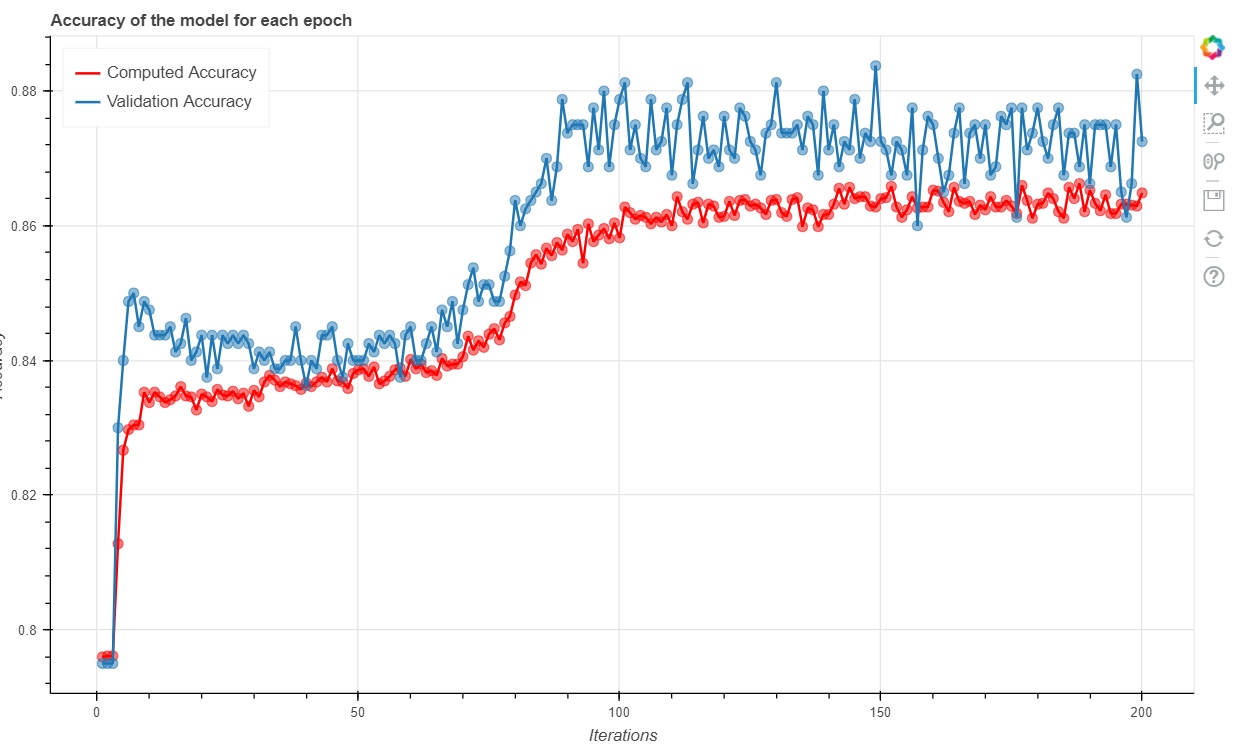 Accuracy of the model for each epoch
Computed Accuracy
Validation Accuracy
0.88
0.86
0.84
0.82
0.8
0
50
100
150
200
Iterations